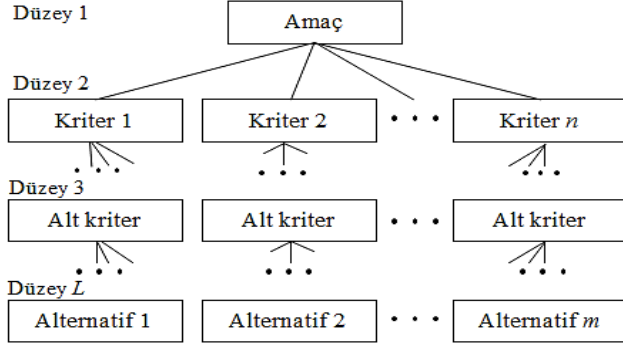 Düzey 1
Amaç
Düzey 2
Kriter 1 Kriter 2 • • • Kriter n
• • • • • • • • •
Düzey 3
Alt kriter Alt kriter • • • Alt kriter
• • • • • • • • •
Düzey L
Alternatif 1 Alternatif 2 • • • Alternatif m